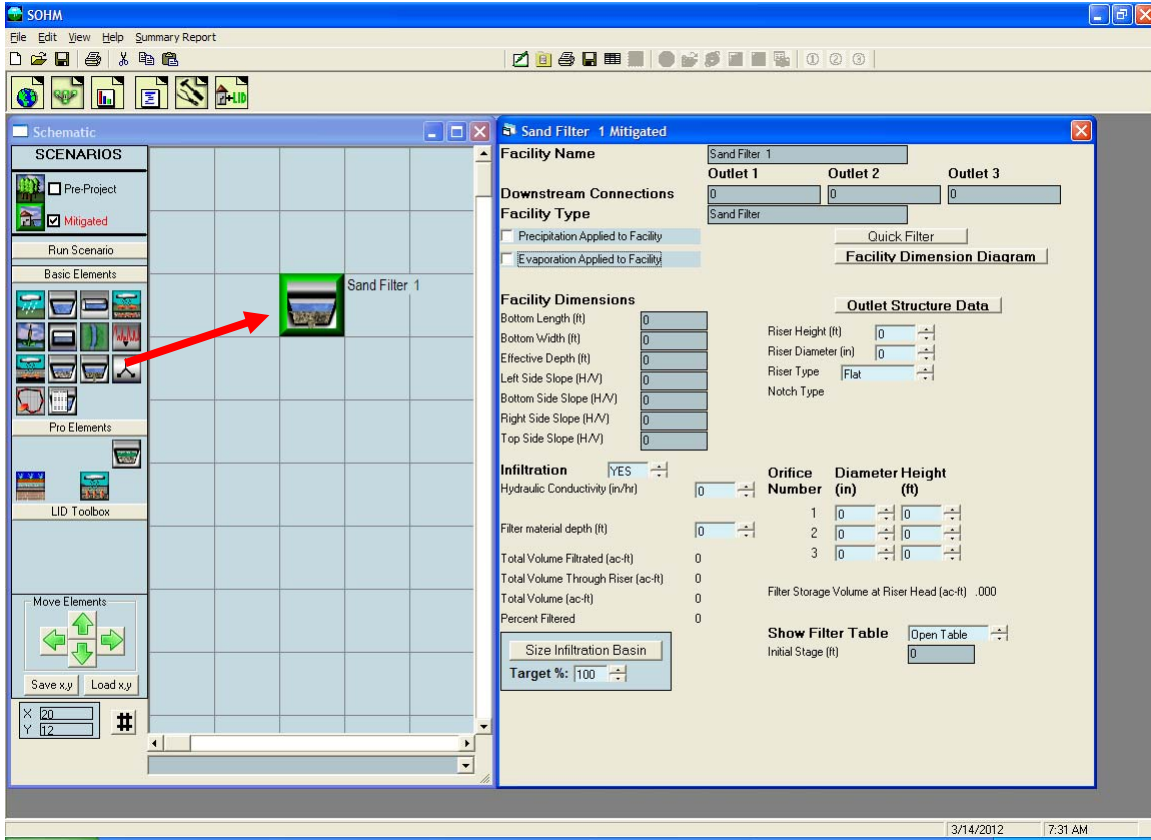 SOHM
File Edit View Help Summary Report
+LID
Schematic
SCENARIOS
Pre-Project
Mitigated
Run Scenario
Basic Elements
Pro Elements
LID Toolbox
Move Elements
Save x,y Load x,y
X 20
Y 12
#
Sand Filter 1
Sand Filter 1 Mitigated
Facility Name Sand Filter 1
Outlet 1 Outlet 2 Outlet 3
Downstream Connections 0 0 0
Facility Type Sand Filter
Precipitation Applied to Facility Quick Filter
Evaporation Applied to Facility Facility Dimension Diagram
Facility Dimensions Outlet Structure Data
Bottom Length (ft) 0
Bottom Width (ft) 0
Effective Depth (ft) 0
Left Side Slope (H/V) 0
Bottom Side Slope (H/V) 0
Right Side Slope (H/V) 0
Top Side Slope (H/V) 0
Riser Height (ft) 0
Riser Diameter (in) 0
Riser Type Flat
Notch Type
Infiltration YES
Hydraulic Conductivity (in/hr) 0
Filter material depth (ft) 0
Total Volume Filtrated (ac-ft) 0
Total Volume Through Riser (ac-ft) 0
Total Volume (ac-ft) 0
Percent Filtered 0
Size Infiltration Basin
Target %: 100
Orifice Diameter Height
Number (in) (ft)
1 0 0
2 0 0
3 0 0
Filter Storage Volume at Riser Head (ac-ft) .000
Show Filter Table Open Table
Initial Stage (ft) 0
3/14/2012 7:31 AM